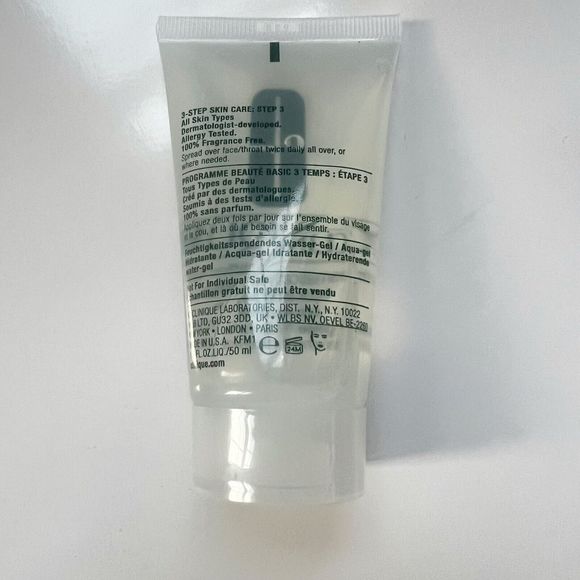 3-STEP SKIN CARE: STEP 3
All Skin Types
Dermatologist-developed.
Allergy Tested.
100% Fragrance Free.
Spread over face/throat twice daily all over, or
where needed.
PROGRAMME BEAUTÉ BASIC 3 TEMPS : ÉTAPE 3
Tous Types de Peau
Créé par des dermatologues.
Soumis à des tests d'allergie.
100% sans parfum.
Appliquez deux fois par jour sur l'ensemble du visage
et le cou, et là où le besoin se fait sentir.
Feuchtigkeitsspendendes Wasser-Gel / Aqua-gel
Hidratante / Acqua-gel Idratante / Hydraterende
water-gel
Not For Individual Sale
Échantillon gratuit ne peut être vendu
CLINIQUE LABORATORIES, DIST. N.Y., N.Y. 10022
LTD, GU32 3DD, UK • WLBS NV, OEVEL BE-2260
YORK • LONDON • PARIS
IN U.S.A. KFM1
FL.OZ.LIQ./50 ml e 24M